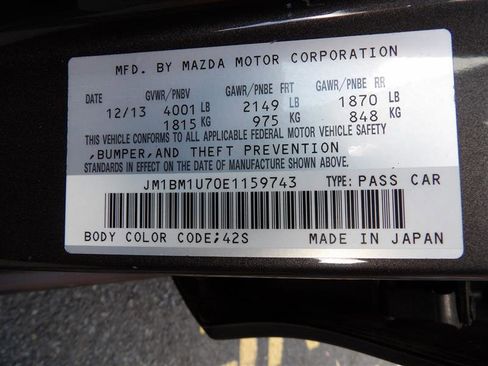 MFD. BY MAZDA MOTOR CORPORATION
DATE GVWR/PNBV GAWR/PNBE FRT GAWR/PNBE RR
12/13 4001 LB 2149 LB 1870 LB
1815 KG 975 KG 848 KG
THIS VEHICLE CONFORMS TO ALL APPLICABLE FEDERAL MOTOR VEHICLE SAFETY
,BUMPER,AND THEFT PREVENTION
STANDARDS IN EFFECT ON THE DATE OF MANUFACTURE SHOWN ABOVE.
JM1BM1U70E1159743 TYPE: PASS CAR
BODY COLOR CODE;42S MADE IN JAPAN